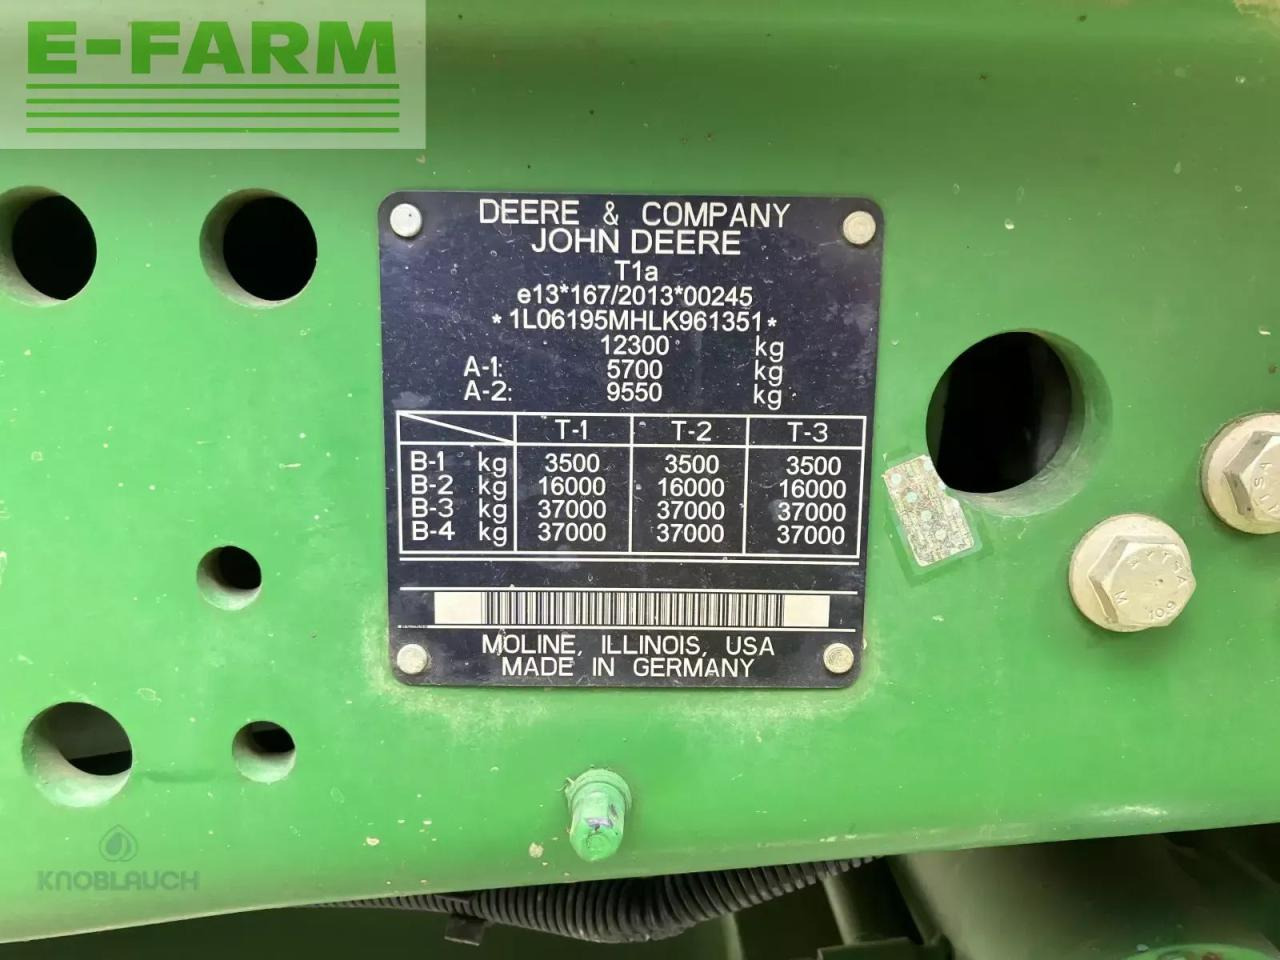 E-FARM
DEERE & COMPANY
JOHN DEERE
T1a
e13*167/2013*00245
*1L06195MHLK961351*
12300 kg
A-1: 5700 kg
A-2: 9550 kg
T-1 T-2 T-3
B-1 kg 3500 3500 3500
B-2 kg 16000 16000 16000
B-3 kg 37000 37000 37000
B-4 kg 37000 37000 37000
MOLINE, ILLINOIS, USA
MADE IN GERMANY
10.9
KNOBLAUCH